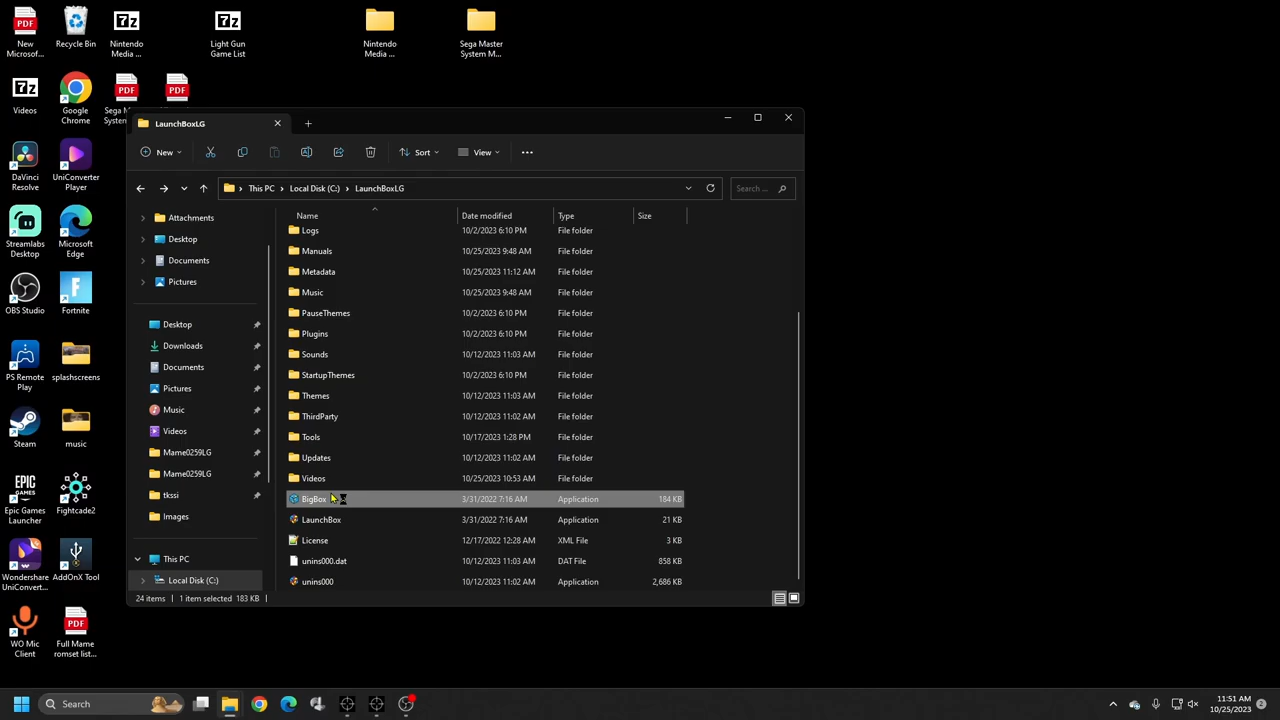 New Microsof...
Recycle Bin
Nintendo Media ...
Light Gun Game List
Nintendo Media ...
Sega Master System M...
Videos
Google Chrome
Sega M
System
DaVinci Resolve
UniConverter Player
Streamlabs Desktop
Microsoft Edge
OBS Studio
Fortnite
PS Remote Play
splashscreens
Steam
music
Epic Games Launcher
Fightcade2
Wondershare UniConvert...
AddOnX Tool
WO Mic Client
Full Mame romset list...
LaunchBoxLG
New
Sort
View
This PC > Local Disk (C:) > LaunchBoxLG
Search ...
Name Date modified Type Size
Attachments
Desktop
Documents
Pictures
Desktop
Downloads
Documents
Pictures
Music
Videos
Mame0259LG
Mame0259LG
tkssi
Images
This PC
Local Disk (C:)
Logs 10/2/2023 6:10 PM File folder
Manuals 10/25/2023 9:48 AM File folder
Metadata 10/25/2023 11:12 AM File folder
Music 10/25/2023 9:48 AM File folder
PauseThemes 10/2/2023 6:10 PM File folder
Plugins 10/2/2023 6:10 PM File folder
Sounds 10/12/2023 11:03 AM File folder
StartupThemes 10/2/2023 6:10 PM File folder
Themes 10/12/2023 11:03 AM File folder
ThirdParty 10/12/2023 11:02 AM File folder
Tools 10/17/2023 1:28 PM File folder
Updates 10/12/2023 11:02 AM File folder
Videos 10/25/2023 10:53 AM File folder
BigBox 3/31/2022 7:16 AM Application 184 KB
LaunchBox 3/31/2022 7:16 AM Application 21 KB
License 12/17/2022 12:28 AM XML File 3 KB
unins000.dat 10/12/2023 11:03 AM DAT File 858 KB
unins000 10/12/2023 11:02 AM Application 2,686 KB
24 items | 1 item selected 183 KB |
Search
11:51 AM
10/25/2023